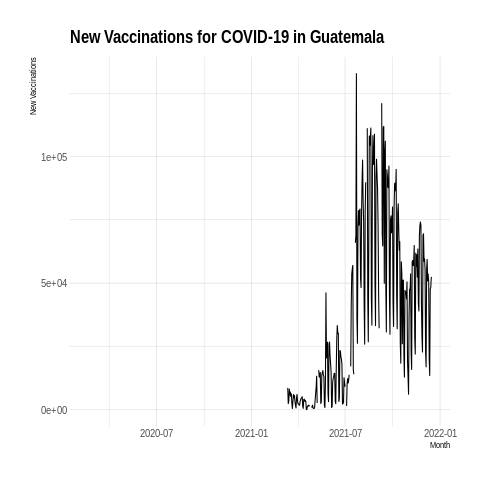 New Vaccinations for COVID-19 in Guatemala
New Vaccinations
1e+05
5e+04
0e+00
2020-07
2021-01
2021-07
2022-01
Month